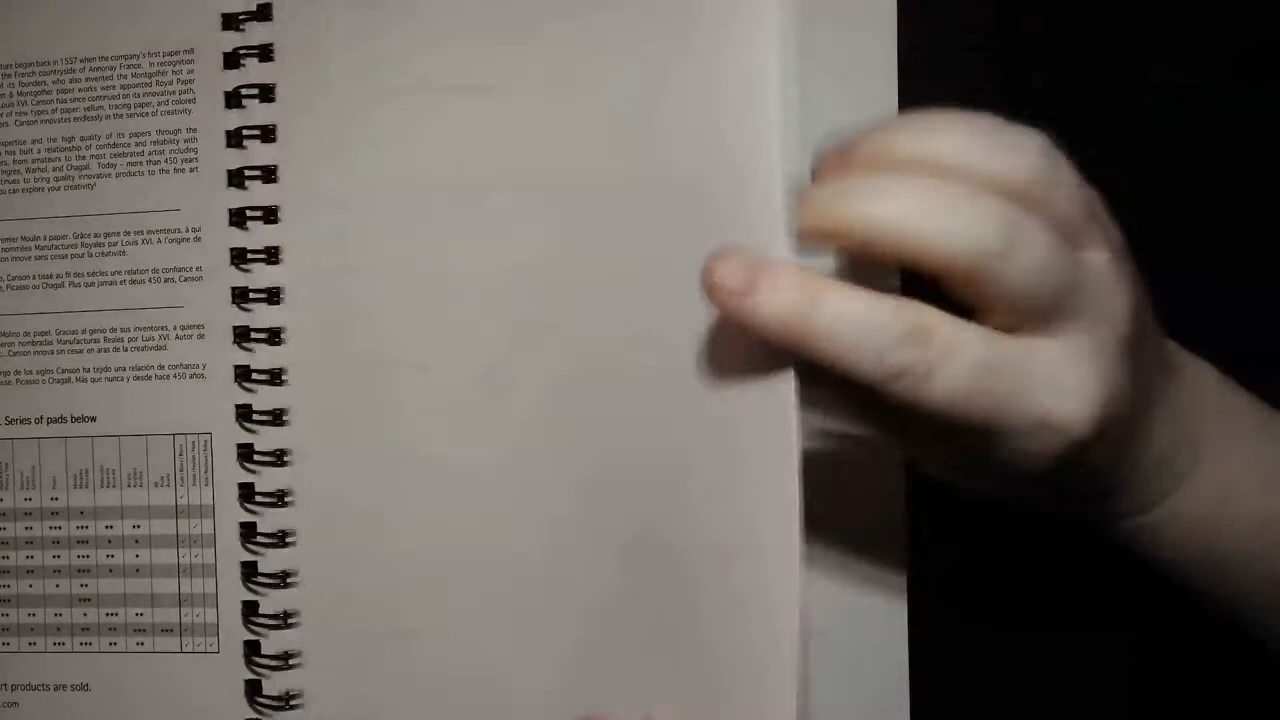 ture began back in 1557 when the company's first paper mill
the French countryside of Annonay France. In recognition
its founders, who also invented the Montgolfier hot air
& Montgolfier paper works were appointed Royal Paper
Louis XVI. Canson has since continued on its innovative path,
of new types of paper: vellum, tracing paper, and colored
ers. Canson innovates endlessly in the service of creativity.
expertise and the high quality of its papers through the
has built a relationship of confidence and reliability with
rs, from amateurs to the most celebrated artist including
Ingres, Warhol, and Chagall. Today – more than 450 years
tinues to bring quality innovative products to the fine art
ou can explore your creativity!
remier Moulin à papier. Grâce au genie de ses inventeurs, à qui
nommées Manufactures Royales par Louis XVI. A l'origine de
on innove sans cesse pour la créativité.
Canson a tissé au fil des siècles une relation de confiance et
Picasso ou Chagall. Plus que jamais et deuis 450 ans, Canson
Molino de papel. Gracias al genio de sus inventores, a quienes
eron nombradas Manufacturas Reales por Luis XVI. Autor de
...Canson innova sin cesar en aras de la creatividad.
rgo de los siglos Canson ha tejido una relación de confianza y
sse, Picasso o Chagall. Más que nunca y desde hace 450 años,
Series of pads below
rt products are sold.
.com